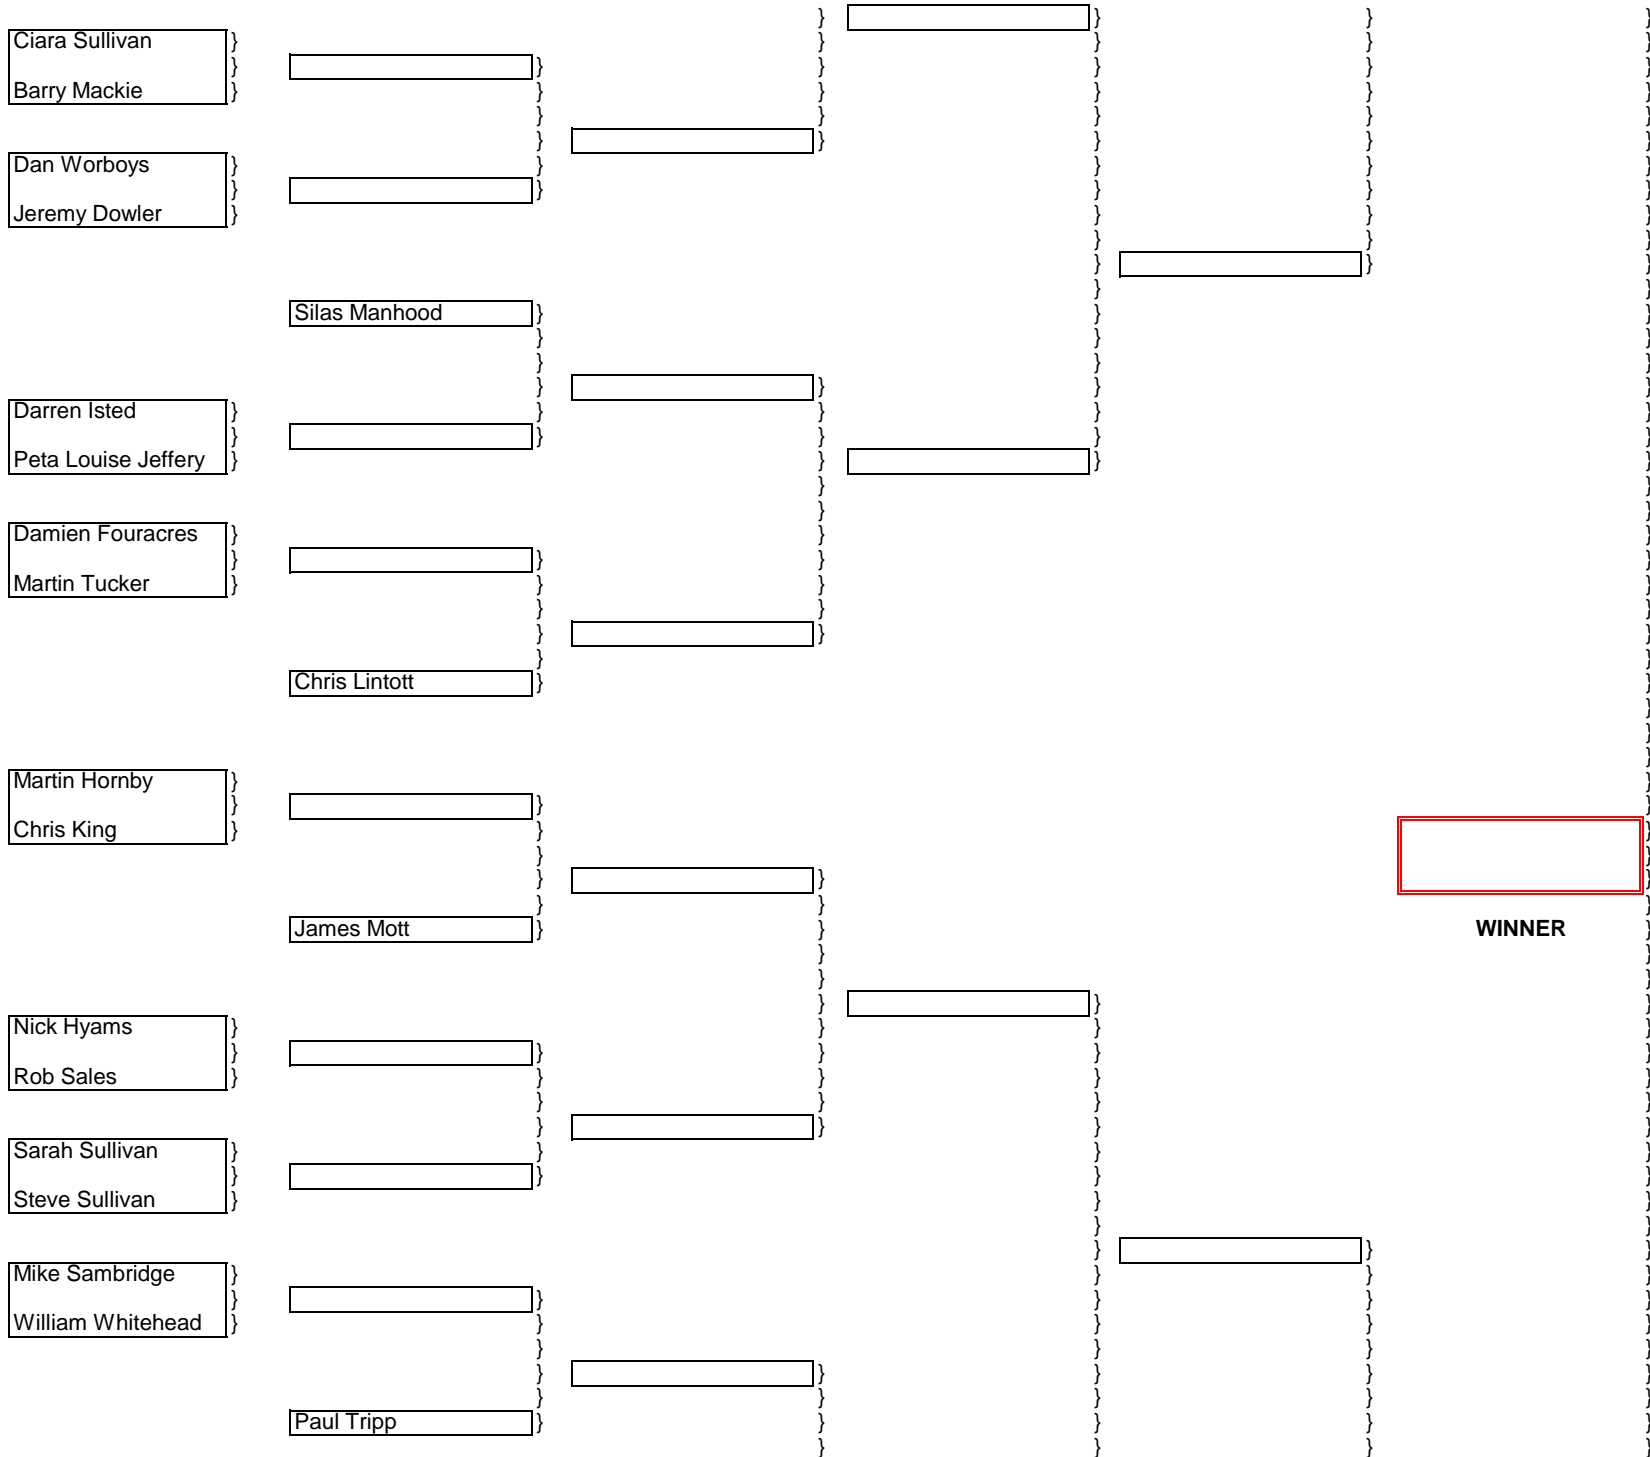 Ciara Sullivan
Barry Mackie
Dan Worboys
Jeremy Dowler
Silas Manhood
Darren Isted
Peta Louise Jeffery
Damien Fouracres
Martin Tucker
Chris Lintott
Martin Hornby
Chris King
James Mott
WINNER
Nick Hyams
Rob Sales
Sarah Sullivan
Steve Sullivan
Mike Sambridge
William Whitehead
Paul Tripp